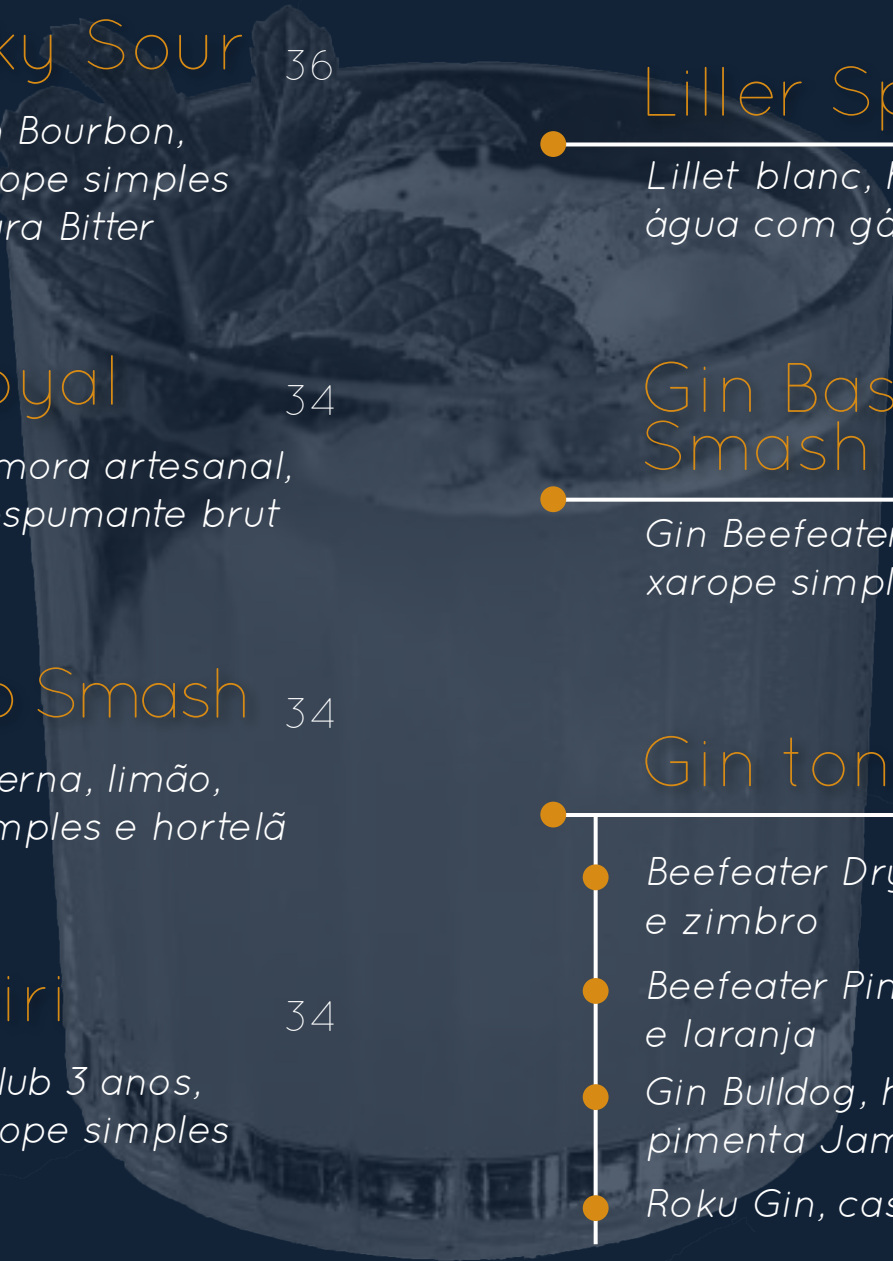 ky Sour 36
Bourbon,
ope simples
ra Bitter
oyal 34
mora artesanal,
spumante brut
o Smash 34
erna, limão,
mples e hortelã
iri 34
lub 3 anos,
ope simples
Liller Sp
Lillet blanc, h
água com gá
Gin Bas
Smash
Gin Beefeater
xarope simpl
Gin ton
Beefeater Dry
e zimbro
Beefeater Pin
e laranja
Gin Bulldog, h
pimenta Jam
Roku Gin, cas